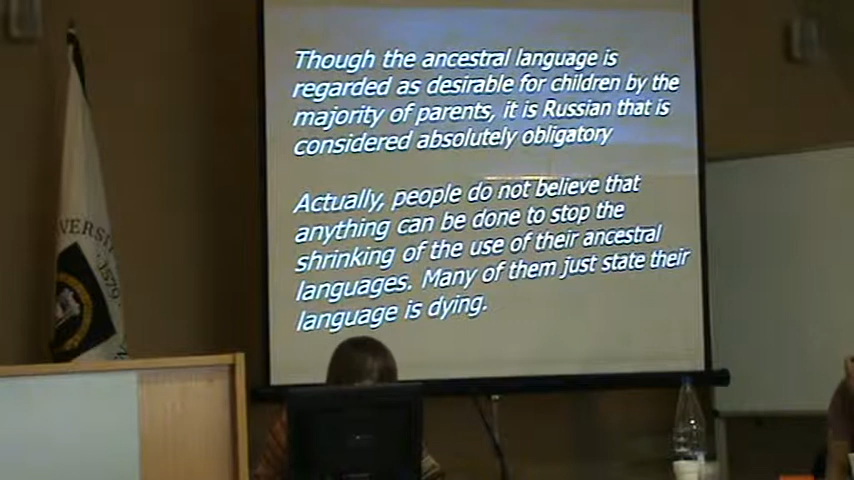 Though the ancestral language is
regarded as desirable for children by the
majority of parents, it is Russian that is
considered absolutely obligatory
Actually, people do not believe that
anything can be done to stop the
shrinking of the use of their ancestral
languages. Many of them just state their
language is dying.
VERSI
1579